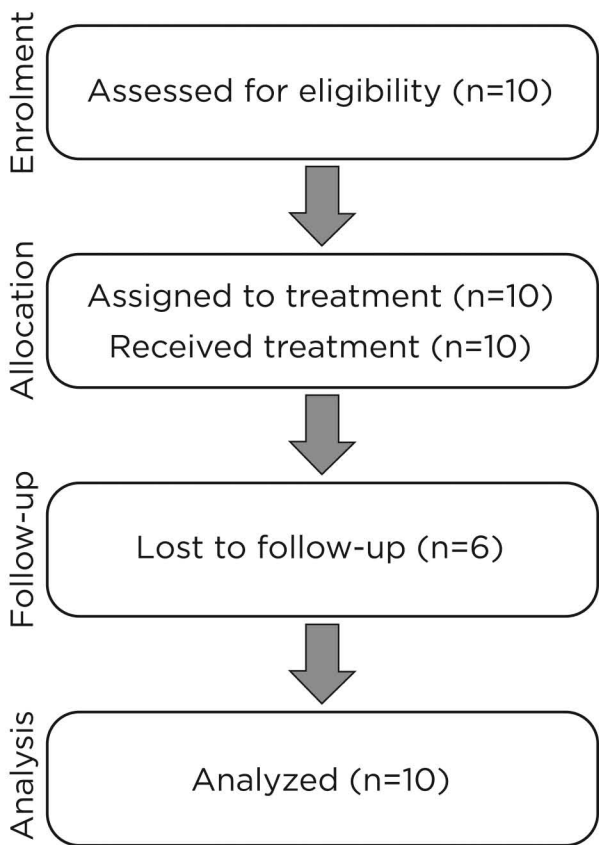 Enrolment
Assessed for eligibility (n=10)
Allocation
Assigned to treatment (n=10)
Received treatment (n=10)
Follow-up
Lost to follow-up (n=6)
Analysis
Analyzed (n=10)